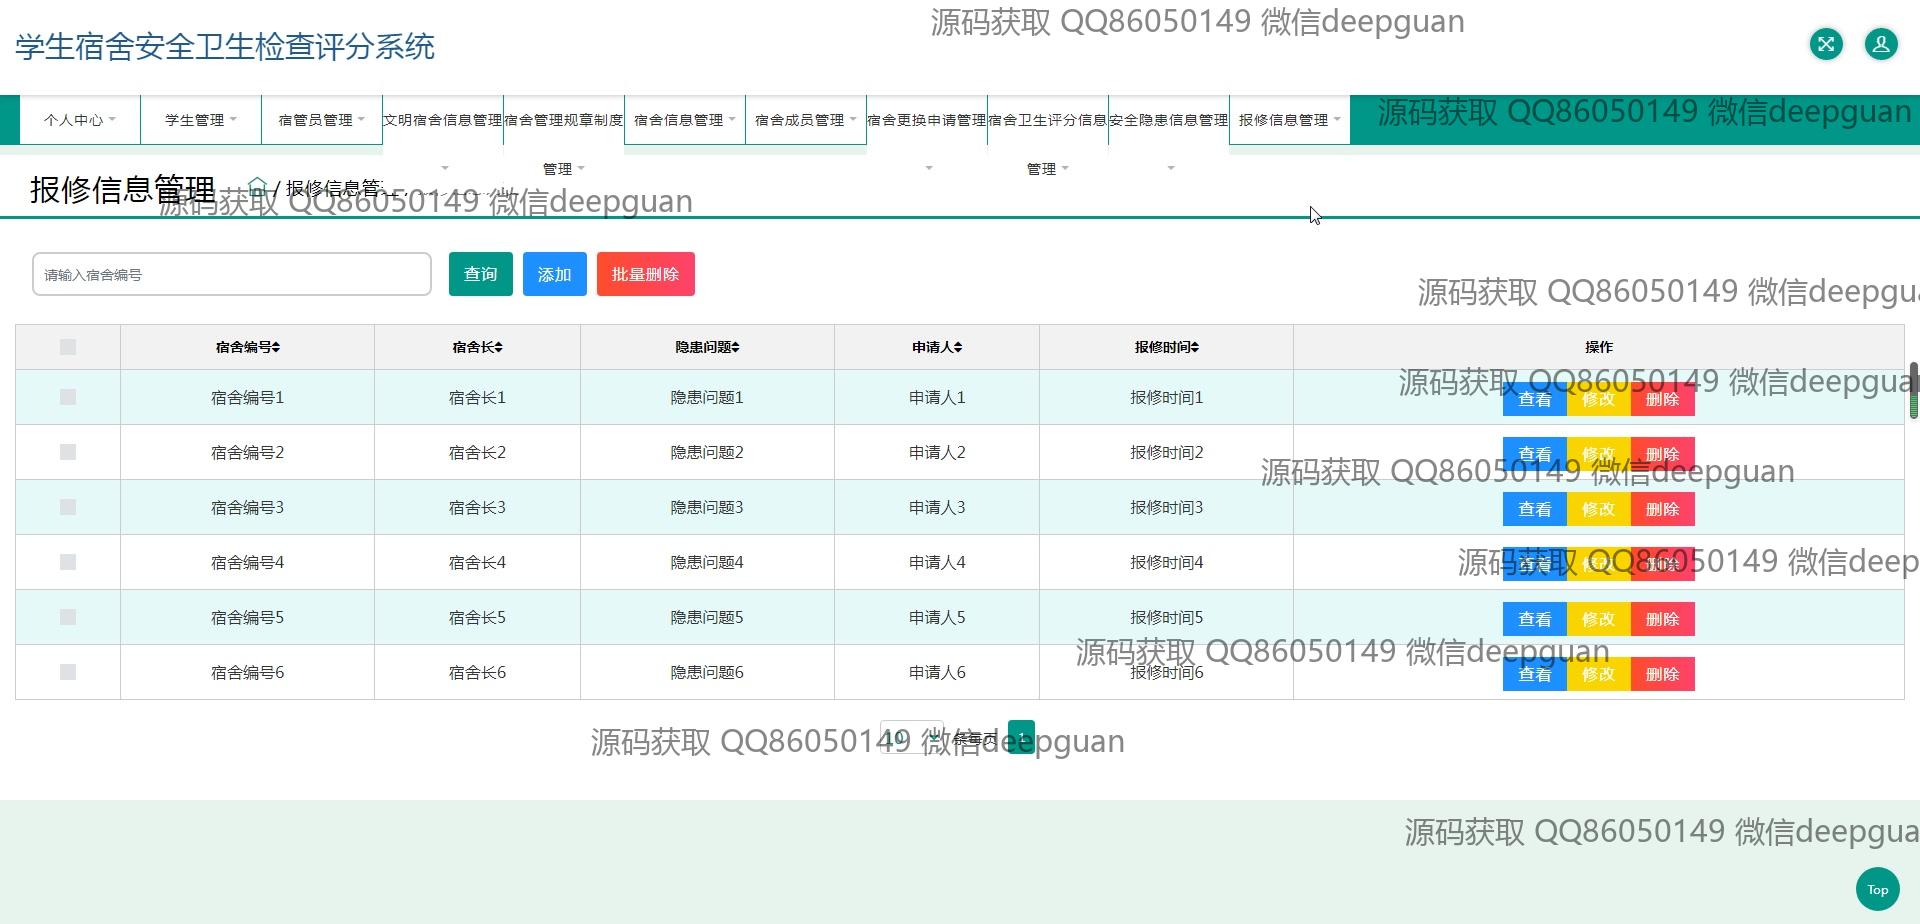 源码获取 QQ86050149 微信deepguan
学生宿舍安全卫生检查评分系统
个人中心 学生管理 宿管员管理 文明宿舍信息管理 宿舍管理规章制度管理 宿舍信息管理 宿舍成员管理 宿舍更换申请管理 宿舍卫生评分信息管理 安全隐患信息管理 报修信息管理
源码获取 QQ86050149 微信deepguan
报修信息管理 / 报修信息管
源码获取 QQ86050149 微信deepguan
请输入宿舍编号 查询 添加 批量删除
源码获取 QQ86050149 微信deepgu
宿舍编号 宿舍长 隐患问题 申请人 报修时间 操作
源码获取 QQ86050149 微信deepgua
宿舍编号1 宿舍长1 隐患问题1 申请人1 报修时间1 查看 修改 删除
宿舍编号2 宿舍长2 隐患问题2 申请人2 报修时间2 查看 修改 删除
源码获取 QQ86050149 微信deepguan
宿舍编号3 宿舍长3 隐患问题3 申请人3 报修时间3 查看 修改 删除
宿舍编号4 宿舍长4 隐患问题4 申请人4 报修时间4 查看 修改 删除
源码获取 QQ86050149 微信deep
宿舍编号5 宿舍长5 隐患问题5 申请人5 报修时间5 查看 修改 删除
源码获取 QQ86050149 微信deepguan
宿舍编号6 宿舍长6 隐患问题6 申请人6 报修时间6 查看 修改 删除
10 条每页 1
源码获取 QQ86050149 微信deepguan
源码获取 QQ86050149 微信deepgua
Top